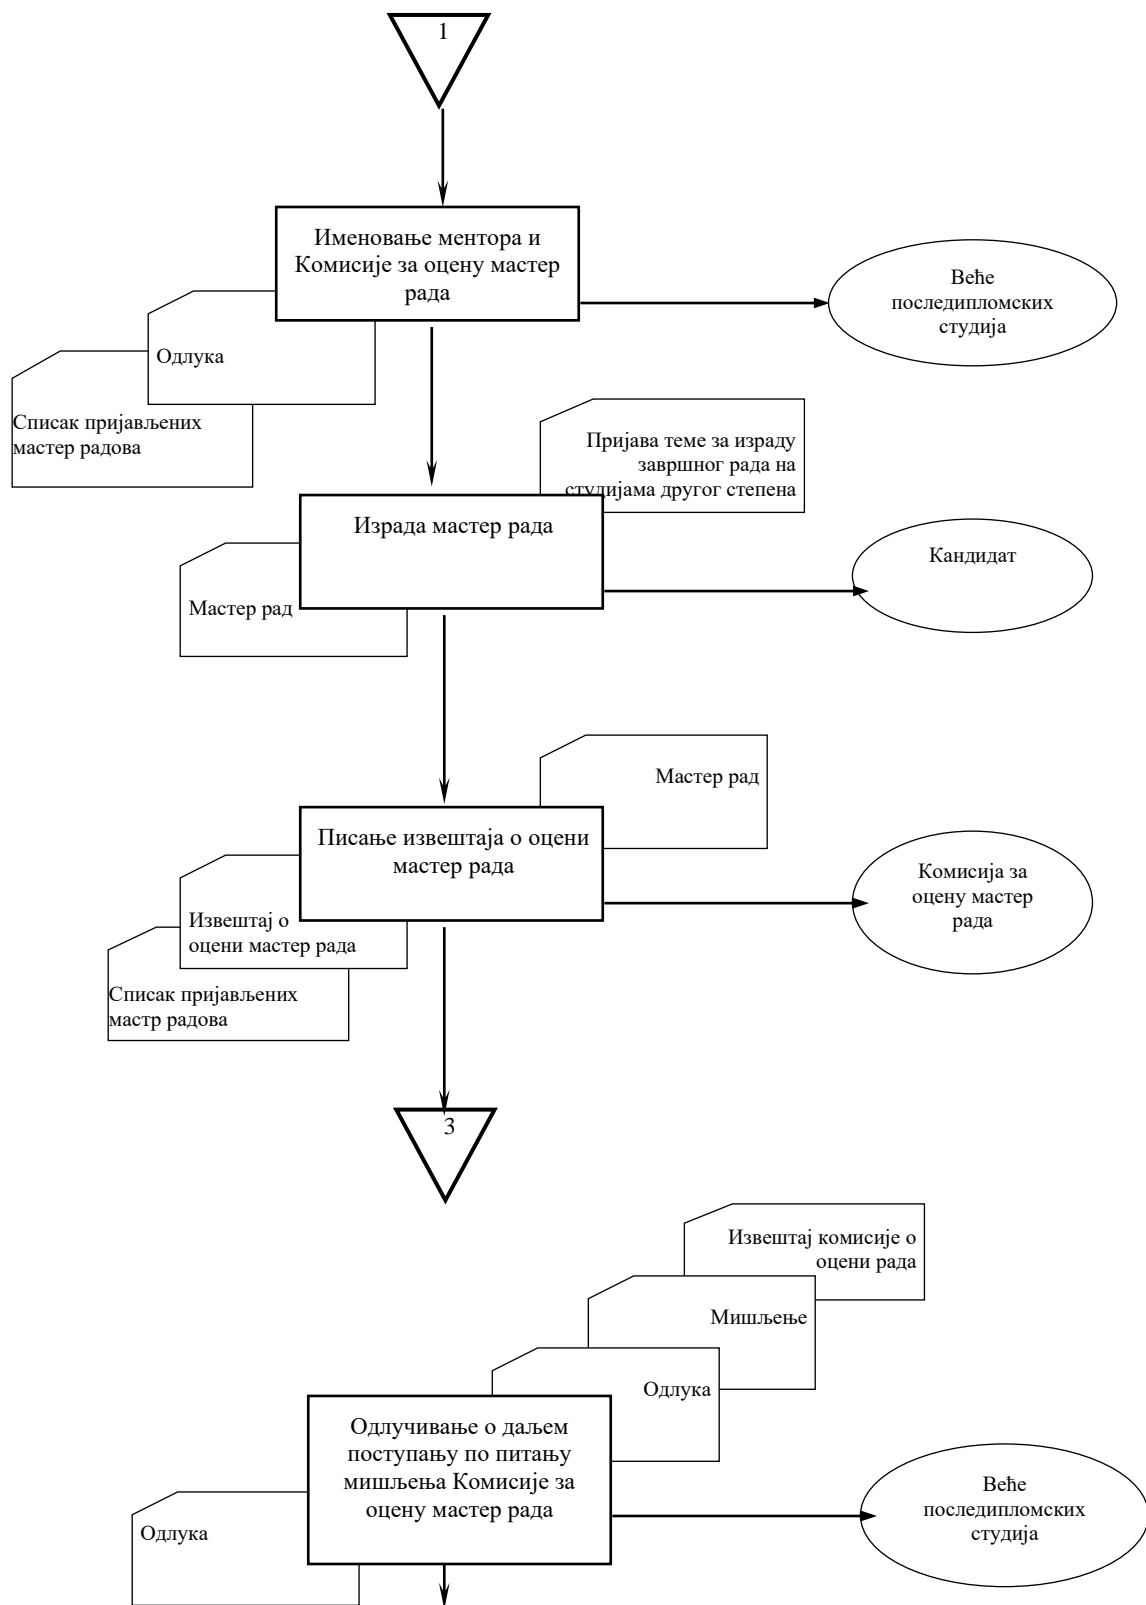 1
Именовање ментора и
Комисије за оцену мастер
рада
Веће
последипломских
студија
Одлука
Списак пријављених
мастер радова
Пријава теме за израду
завршног рада на
студијама другог степена
Израда мастер рада
Кандидат
Мастер рад
Мастер рад
Писање извештаја о оцени
мастер рада
Комисија за
оцену мастер
рада
Извештај о
оцени мастер рада
Списак пријављених
мастр радова
3
Извештај комисије о
оцени рада
Мишљење
Одлука
Одлучивање о даљем
поступању по питању
мишљења Комисије за
оцену мастер рада
Веће
последипломских
студија
Одлука